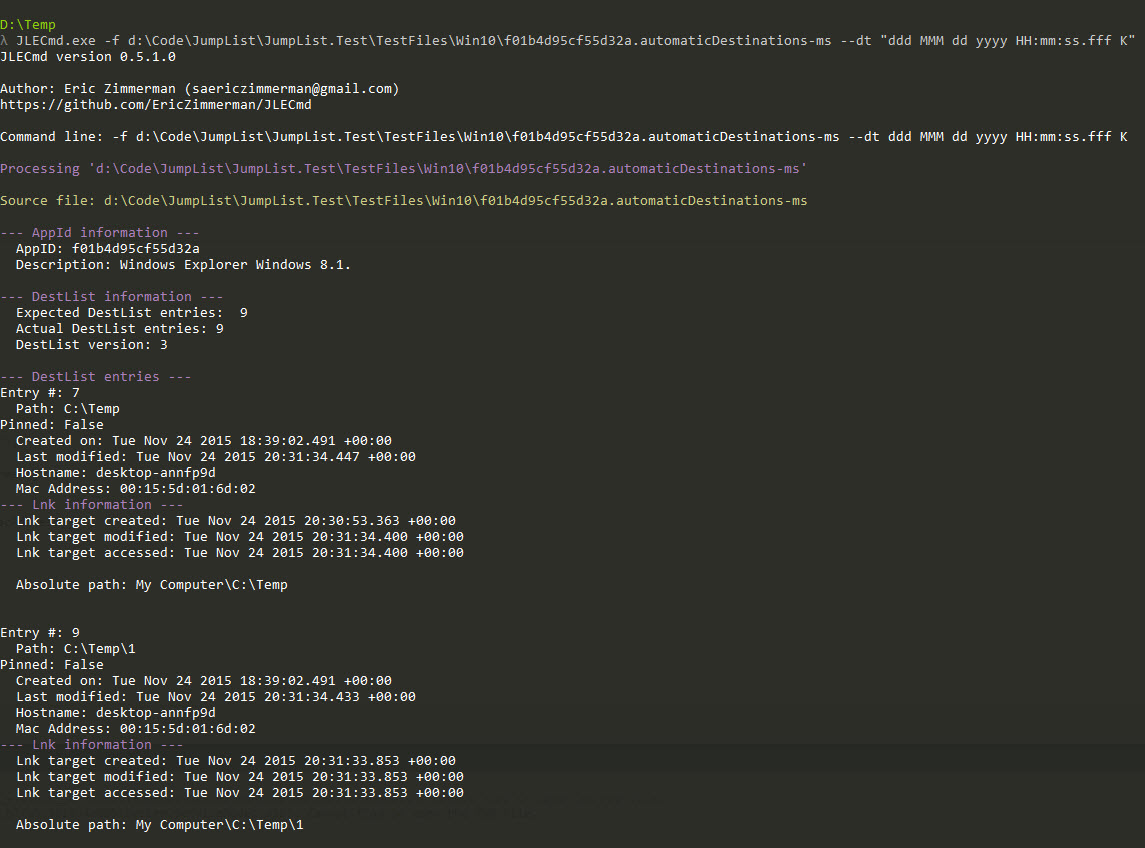 D:\Temp
λ JLECmd.exe -f d:\Code\JumpList\JumpList.Test\TestFiles\Win10\f01b4d95cf55d32a.automaticDestinations-ms --dt "ddd MMM dd yyyy HH:mm:ss.fff K"
JLECmd version 0.5.1.0
Author: Eric Zimmerman (saericzimmerman@gmail.com)
https://github.com/EricZimmerman/JLECmd
Command line: -f d:\Code\JumpList\JumpList.Test\TestFiles\Win10\f01b4d95cf55d32a.automaticDestinations-ms --dt ddd MMM dd yyyy HH:mm:ss.fff K
Processing 'd:\Code\JumpList\JumpList.Test\TestFiles\Win10\f01b4d95cf55d32a.automaticDestinations-ms'
Source file: d:\Code\JumpList\JumpList.Test\TestFiles\Win10\f01b4d95cf55d32a.automaticDestinations-ms
--- AppId information ---
AppID: f01b4d95cf55d32a
Description: Windows Explorer Windows 8.1.
--- DestList information ---
Expected DestList entries:  9
Actual DestList entries: 9
DestList version: 3
--- DestList entries ---
Entry #: 7
Path: C:\Temp
Pinned: False
Created on: Tue Nov 24 2015 18:39:02.491 +00:00
Last modified: Tue Nov 24 2015 20:31:34.447 +00:00
Hostname: desktop-annfp9d
Mac Address: 00:15:5d:01:6d:02
--- Lnk information ---
Lnk target created: Tue Nov 24 2015 20:30:53.363 +00:00
Lnk target modified: Tue Nov 24 2015 20:31:34.400 +00:00
Lnk target accessed: Tue Nov 24 2015 20:31:34.400 +00:00
Absolute path: My Computer\C:\Temp
Entry #: 9
Path: C:\Temp\1
Pinned: False
Created on: Tue Nov 24 2015 18:39:02.491 +00:00
Last modified: Tue Nov 24 2015 20:31:34.433 +00:00
Hostname: desktop-annfp9d
Mac Address: 00:15:5d:01:6d:02
--- Lnk information ---
Lnk target created: Tue Nov 24 2015 20:31:33.853 +00:00
Lnk target modified: Tue Nov 24 2015 20:31:33.853 +00:00
Lnk target accessed: Tue Nov 24 2015 20:31:33.853 +00:00
Absolute path: My Computer\C:\Temp\1